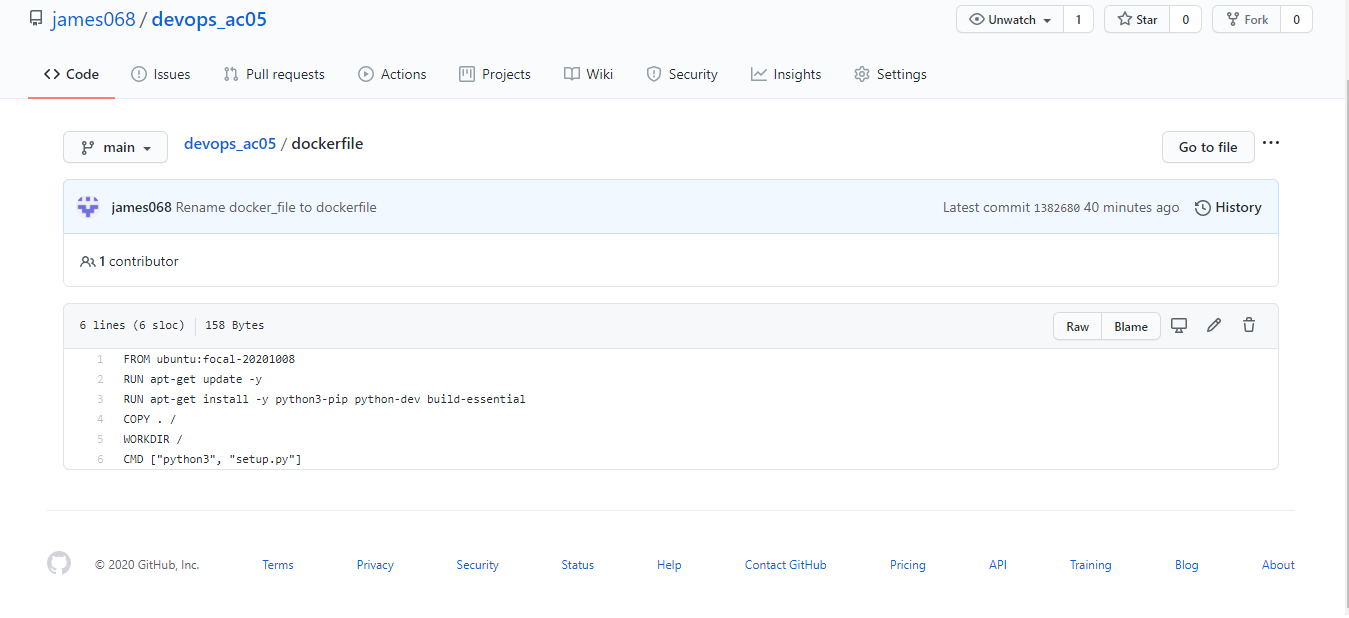 james068 / devops_ac05
Unwatch 1 Star 0 Fork 0
Code Issues Pull requests Actions Projects Wiki Security Insights Settings
main devops_ac05 / dockerfile Go to file ...
james068 Rename docker_file to dockerfile Latest commit 1382680 40 minutes ago History
1 contributor
6 lines (6 sloc) 158 Bytes Raw Blame
1 FROM ubuntu:focal-20201008
2 RUN apt-get update -y
3 RUN apt-get install -y python3-pip python-dev build-essential
4 COPY . /
5 WORKDIR /
6 CMD ["python3", "setup.py"]
© 2020 GitHub, Inc. Terms Privacy Security Status Help Contact GitHub Pricing API Training Blog About